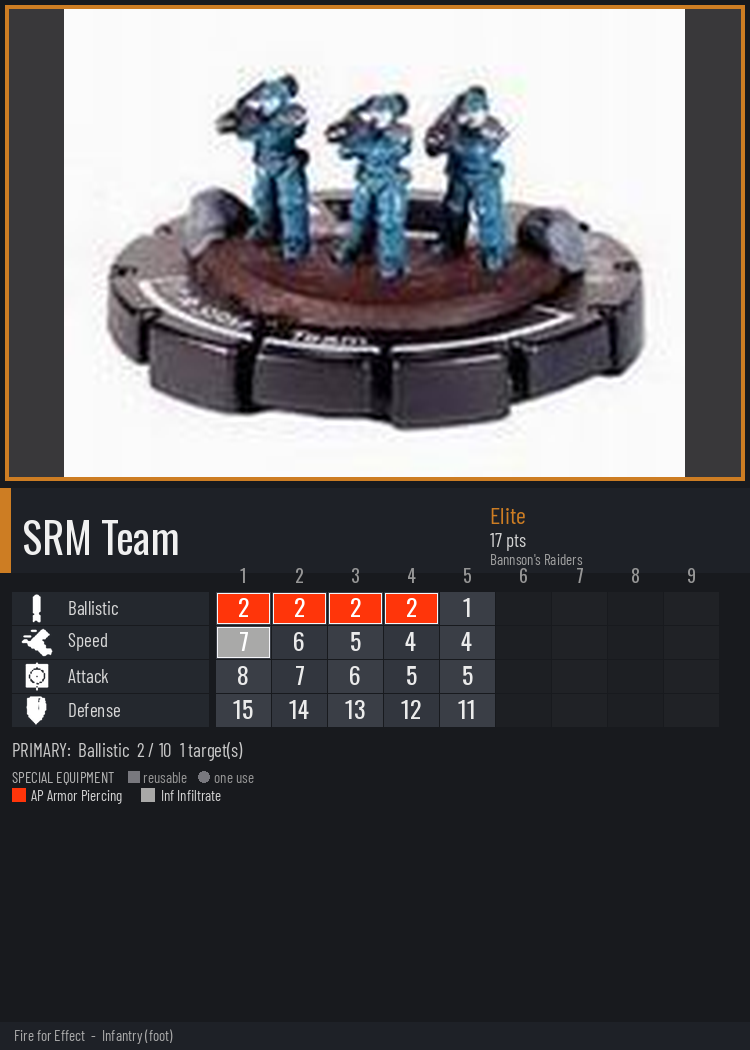 SRM Team
Elite
17 pts
Bannson's Raiders
1 2 3 4 5 6 7 8 9
Ballistic 2 2 2 2 1
Speed 7 6 5 4 4
Attack 8 7 6 5 5
Defense 15 14 13 12 11
PRIMARY: Ballistic 2 / 10 1 target(s)
SPECIAL EQUIPMENT reusable one use
AP Armor Piercing Inf Infiltrate
Fire for Effect - Infantry (foot)